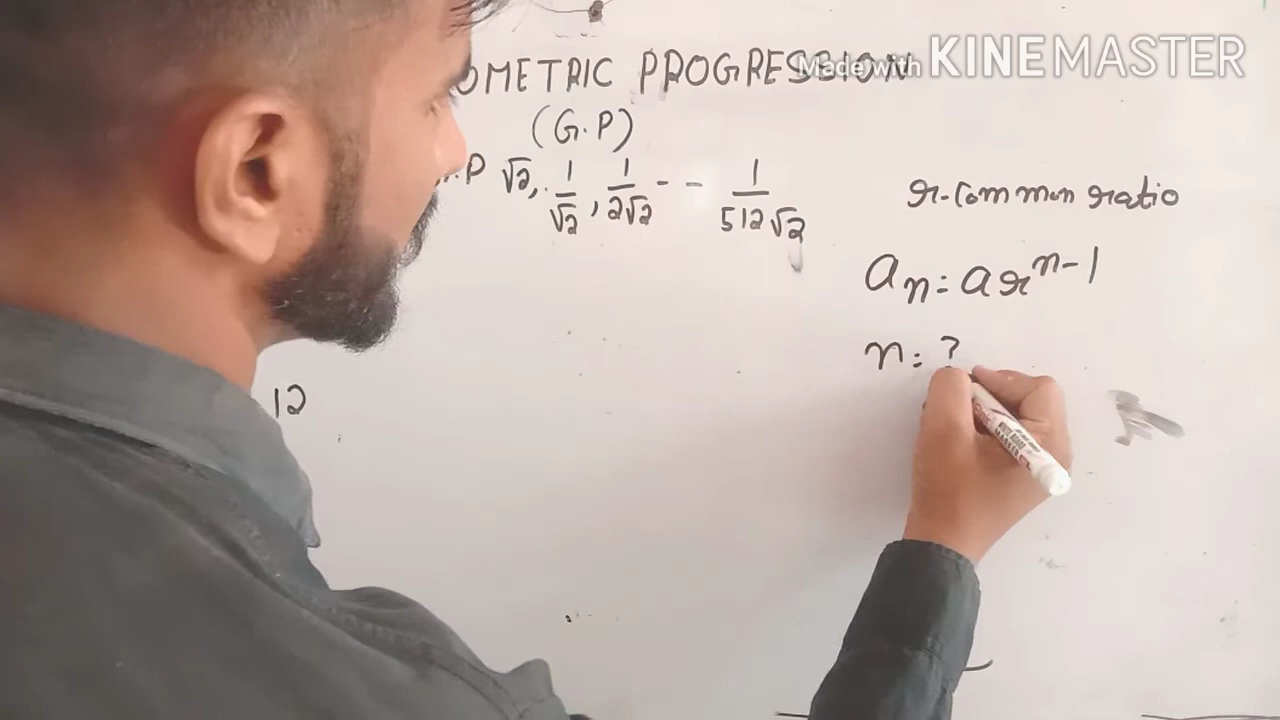 Made with KINEMASTER
OMETRIC PROGRESSION
(G.P)
.P √2, 1/√2, 1/2√2 - - 1/512√2
r-common ratio
aₙ = arⁿ⁻¹
n = ?
12